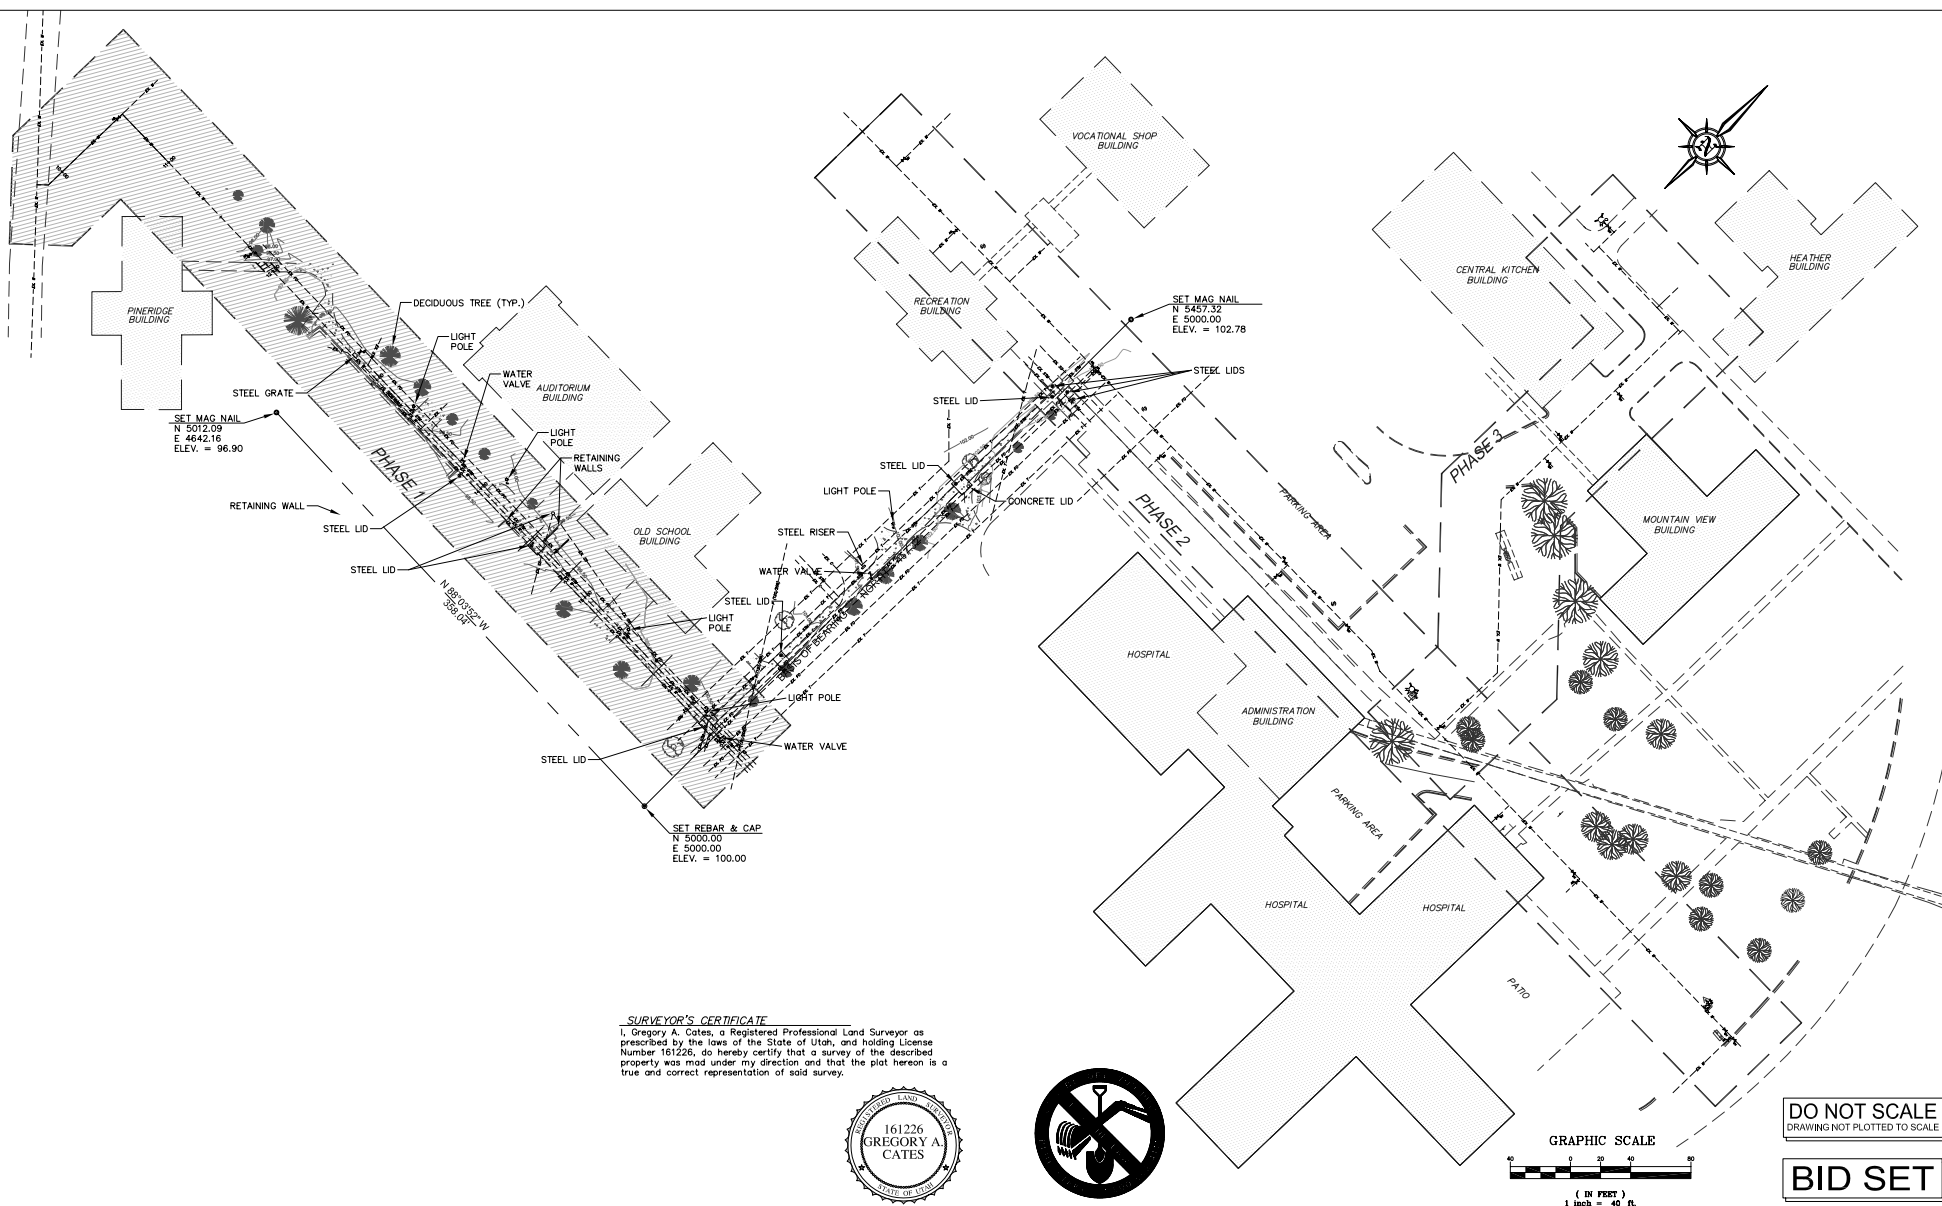 VOCATIONAL SHOP
BUILDING
CENTRAL KITCHEN
BUILDING
HEATHER
BUILDING
PINERIDGE
BUILDING
DECIDUOUS TREE (TYP.)
LIGHT
POLE
RECREATION
BUILDING
SET MAG NAIL
N 5457.32
E 5000.00
ELEV. = 102.78
STEEL GRATE
WATER
VALVE
AUDITORIUM
BUILDING
STEEL LID
STEEL LIDS
SET MAG NAIL
N 5012.09
E 4642.16
ELEV. = 96.90
PHASE 1
LIGHT
POLE
RETAINING
WALLS
STEEL LID
PHASE 3
RETAINING WALL
STEEL LID
LIGHT POLE
CONCRETE LID
PARKING AREA
PHASE 2
MOUNTAIN VIEW
BUILDING
OLD SCHOOL
BUILDING
STEEL RISER
STEEL LID
WATER VALVE
N 88°03'52" W
358.04'
STEEL LID
LIGHT
POLE
HOSPITAL
LIGHT POLE
ADMINISTRATION
BUILDING
STEEL LID
WATER VALVE
PARKING AREA
SET REBAR & CAP
N 5000.00
E 5000.00
ELEV. = 100.00
HOSPITAL
HOSPITAL
PATIO
SURVEYOR'S CERTIFICATE
I, Gregory A. Cates, a Registered Professional Land Surveyor as
prescribed by the laws of the State of Utah, and holding License
Number 161226, do hereby certify that a survey of the described
property was mad under my direction and that the plat hereon is a
true and correct representation of said survey.
REGISTERED LAND SURVEYOR
161226
GREGORY A.
CATES
STATE OF UTAH
GRAPHIC SCALE
40 0 20 40 80
( IN FEET )
1 inch = 40 ft.
DO NOT SCALE
DRAWING NOT PLOTTED TO SCALE
BID SET